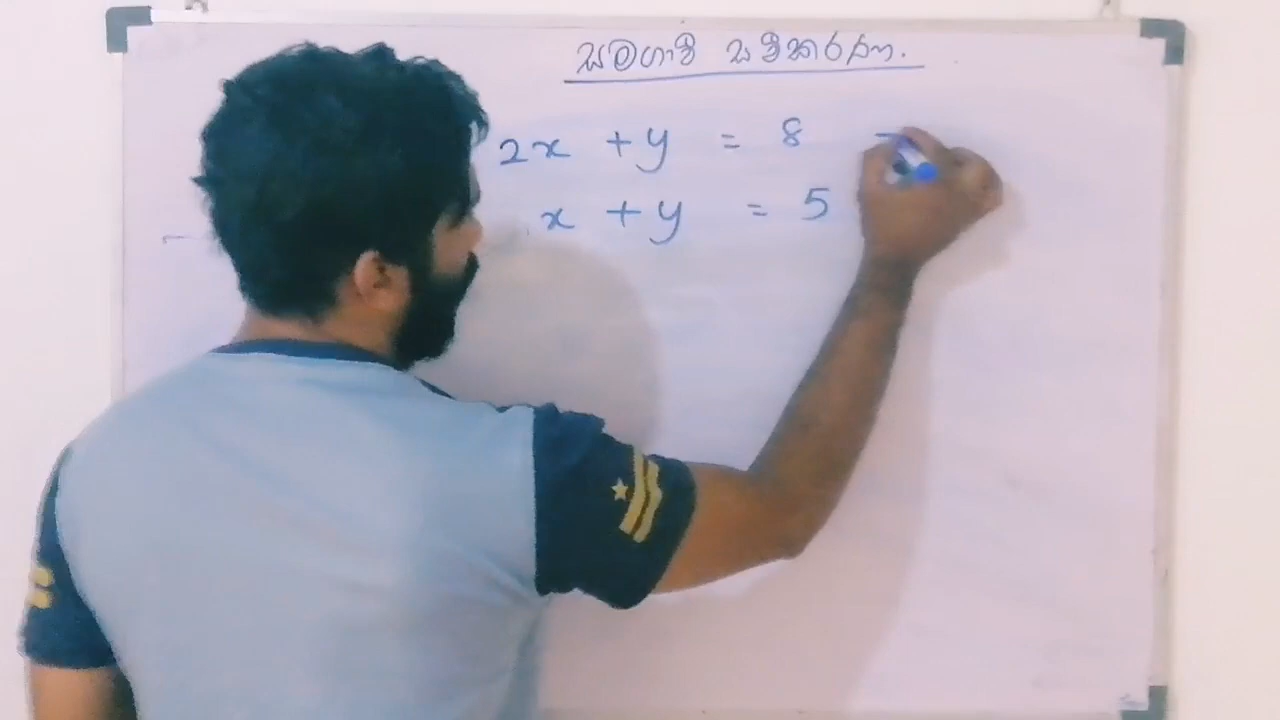 සමගාමී සමීකරණ.
2x + y = 8 –
x + y = 5